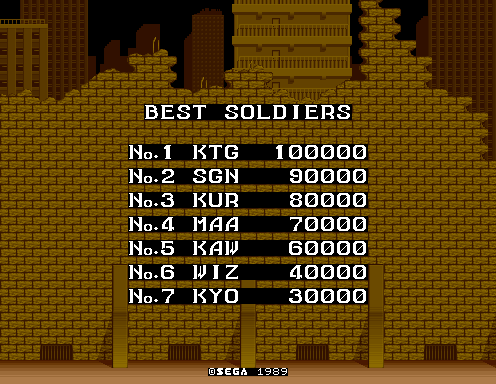 BEST SOLDIERS
No.1 KTG 100000
No.2 SGN 90000
No.3 KUR 80000
No.4 MAA 70000
No.5 KAW 60000
No.6 WIZ 40000
No.7 KYO 30000
©SEGA 1989